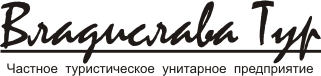 Владислава Тур
Частное туристическое унитарное предприятие